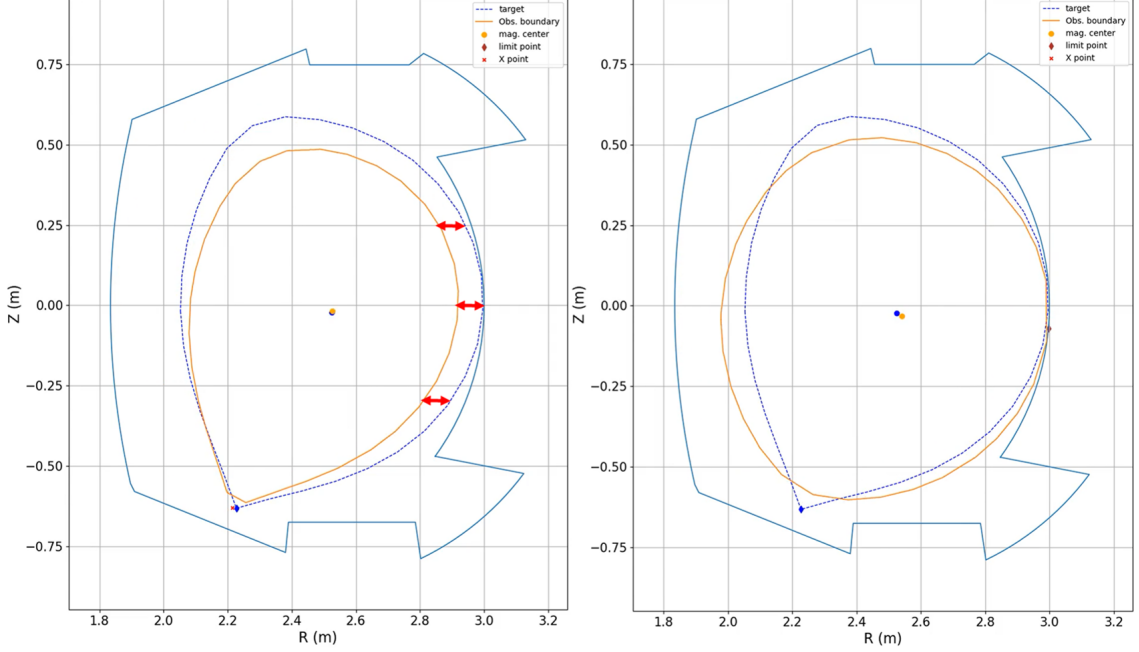 target
Obs. boundary
mag. center
limit point
X point
0.75
0.50
0.25
0.00
−0.25
−0.50
−0.75
Z (m)
1.8 2.0 2.2 2.4 2.6 2.8 3.0 3.2
R (m)
target
Obs. boundary
mag. center
limit point
X point
0.75
0.50
0.25
0.00
−0.25
−0.50
−0.75
Z (m)
1.8 2.0 2.2 2.4 2.6 2.8 3.0 3.2
R (m)